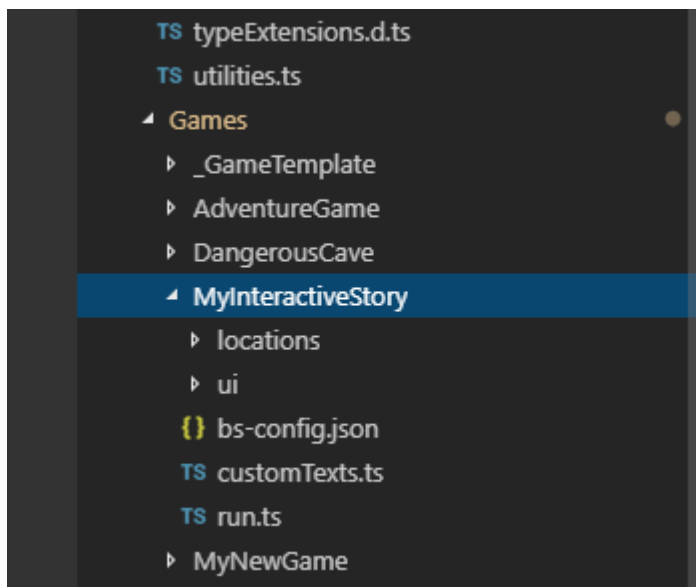 TS typeExtensions.d.ts
TS utilities.ts
Games
_GameTemplate
AdventureGame
DangerousCave
MyInteractiveStory
locations
ui
{} bs-config.json
TS customTexts.ts
TS run.ts
MyNewGame